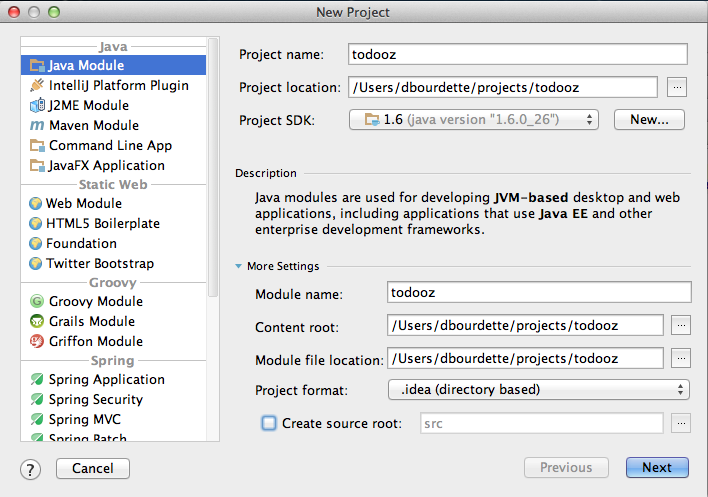 New Project
Java
Java Module
IntelliJ Platform Plugin
J2ME Module
Maven Module
Command Line App
JavaFX Application
Static Web
Web Module
HTML5 Boilerplate
Foundation
Twitter Bootstrap
Groovy
Groovy Module
Grails Module
Griffon Module
Spring
Spring Application
Spring Security
Spring MVC
Spring Batch
Project name: todooz
Project location: /Users/dbourdette/projects/todooz ...
Project SDK: 1.6 (java version "1.6.0_26") New...
Description
Java modules are used for developing JVM-based desktop and web
applications, including applications that use Java EE and other
enterprise development frameworks.
More Settings
Module name: todooz
Content root: /Users/dbourdette/projects/todooz ...
Module file location: /Users/dbourdette/projects/todooz ...
Project format: .idea (directory based)
Create source root: src ...
? Cancel Previous Next